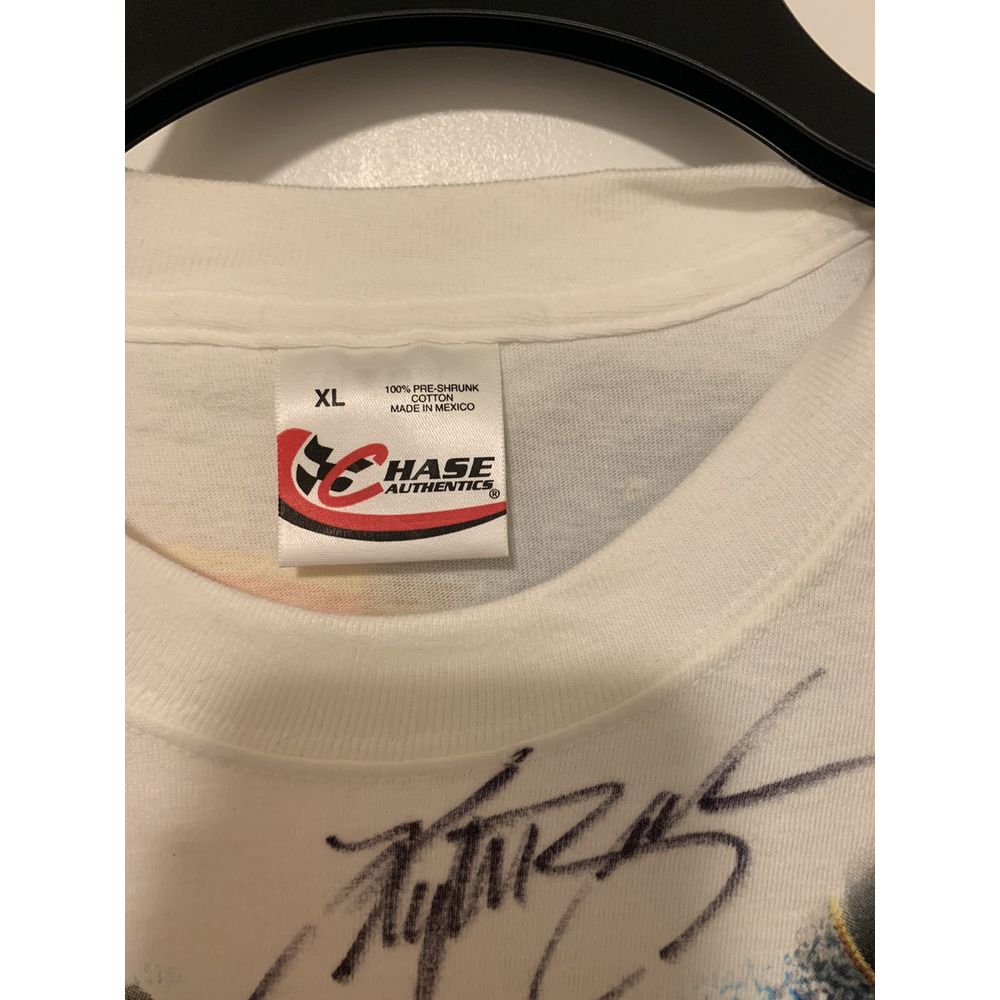 XL
100% PRE-SHRUNK
COTTON
MADE IN MEXICO
CHASE
AUTHENTICS®